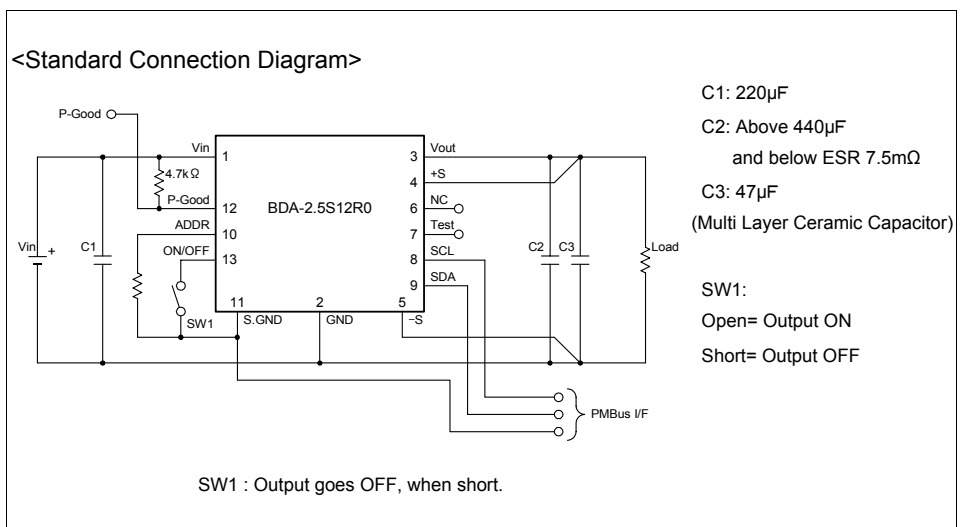 <Standard Connection Diagram>
P-Good
Vin
1
4.7kΩ
P-Good
12
ADDR
10
ON/OFF
13
Vin
+
C1
SW1
BDA-2.5S12R0
11
S.GND
2
GND
5
−S
3
Vout
4
+S
6
NC
7
Test
8
SCL
9
SDA
C2
C3
Load
PMBus I/F
C1: 220µF
C2: Above 440µF
and below ESR 7.5mΩ
C3: 47µF
(Multi Layer Ceramic Capacitor)
SW1:
Open= Output ON
Short= Output OFF
SW1 : Output goes OFF, when short.